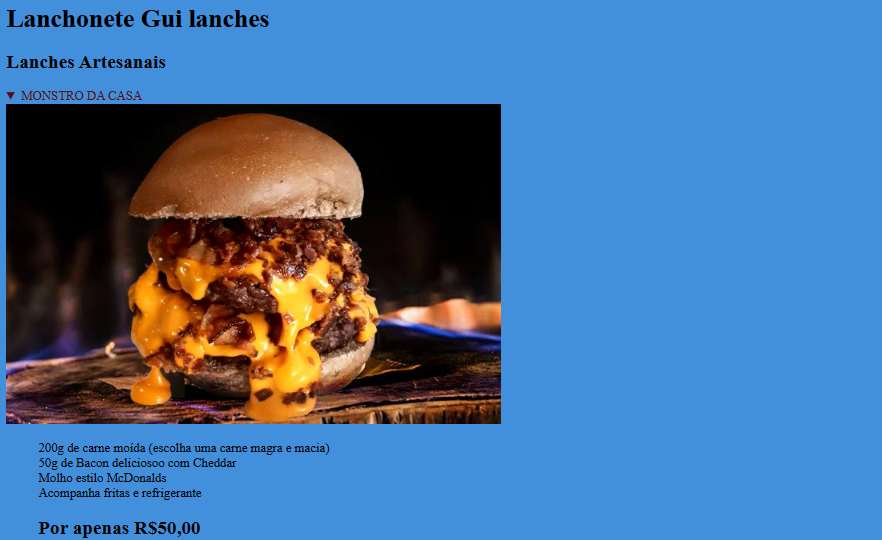 Lanchonete Gui lanches
Lanches Artesanais
▼ MONSTRO DA CASA
200g de carne moída (escolha uma carne magra e macia)
50g de Bacon deliciosoo com Cheddar
Molho estilo McDonalds
Acompanha fritas e refrigerante
Por apenas R$50,00